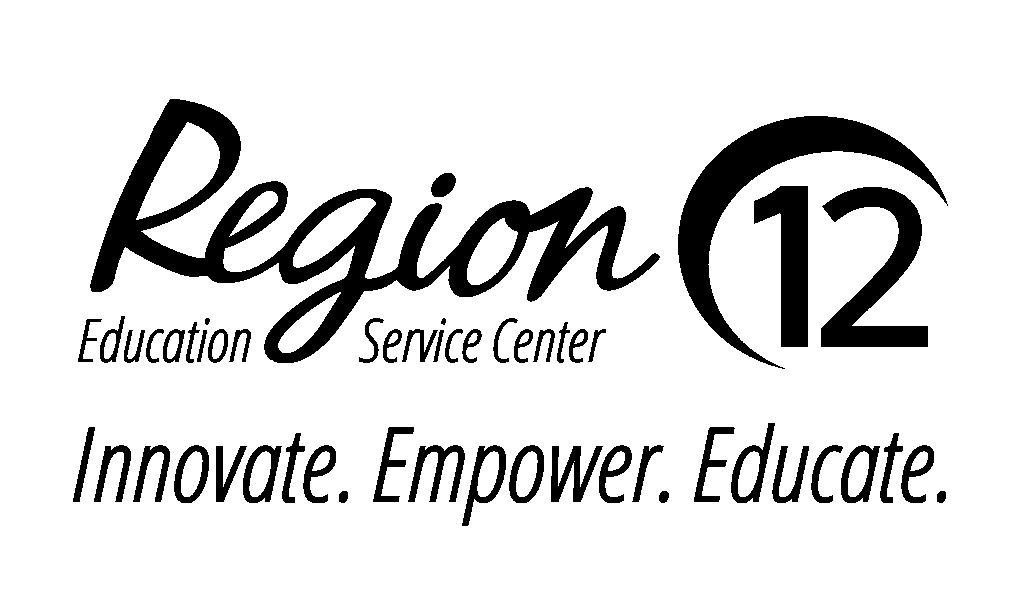 Region 12
Education Service Center
Innovate. Empower. Educate.